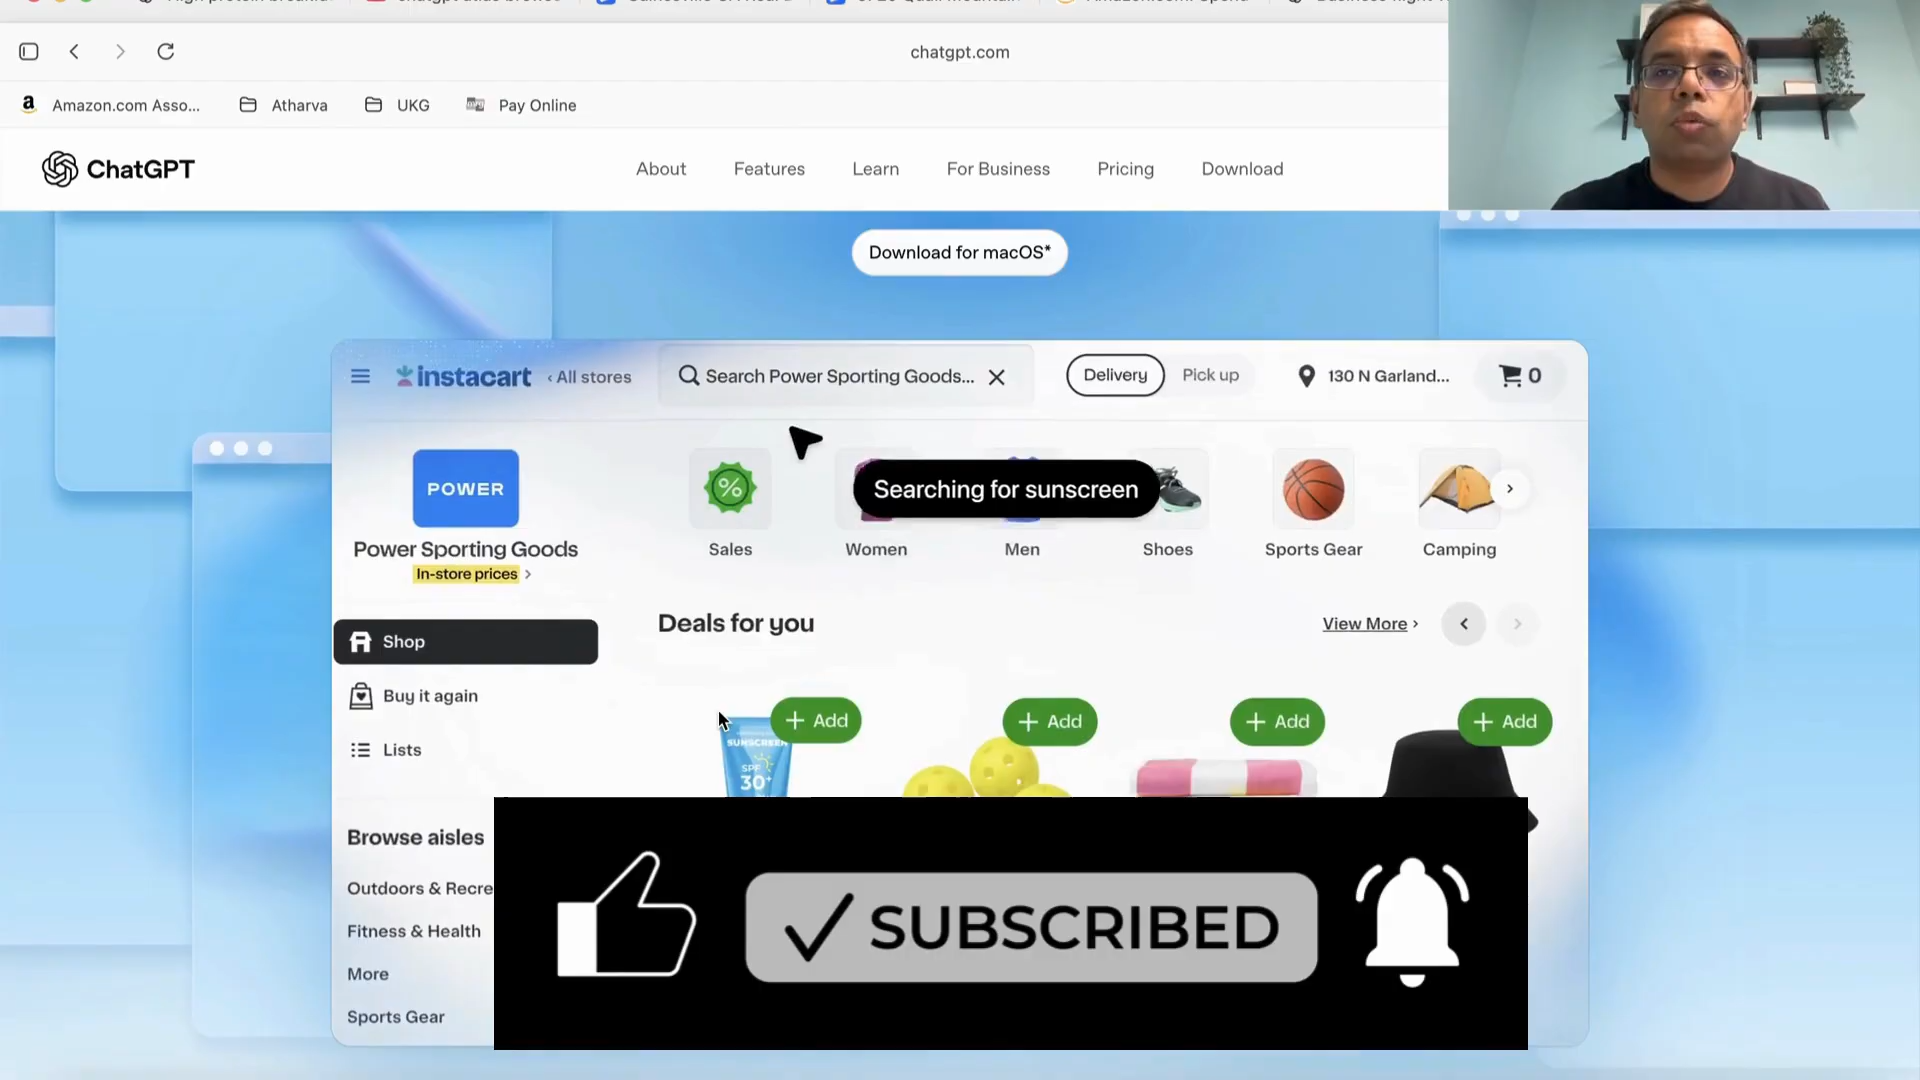 chatgpt.com
Amazon.com Asso...
Atharva
UKG
Pay Online
ChatGPT
About
Features
Learn
For Business
Pricing
Download
Download for macOS*
instacart
‹ All stores
Search Power Sporting Goods...
Delivery
Pick up
130 N Garland...
0
POWER
Power Sporting Goods
In-store prices
Searching for sunscreen
Sales
Women
Men
Shoes
Sports Gear
Camping
Deals for you
View More ›
Shop
Buy it again
Lists
+ Add
+ Add
+ Add
+ Add
SUNSCREEN
SPF
30+
Browse aisles
Outdoors & Recre
Fitness & Health
More
Sports Gear
SUBSCRIBED